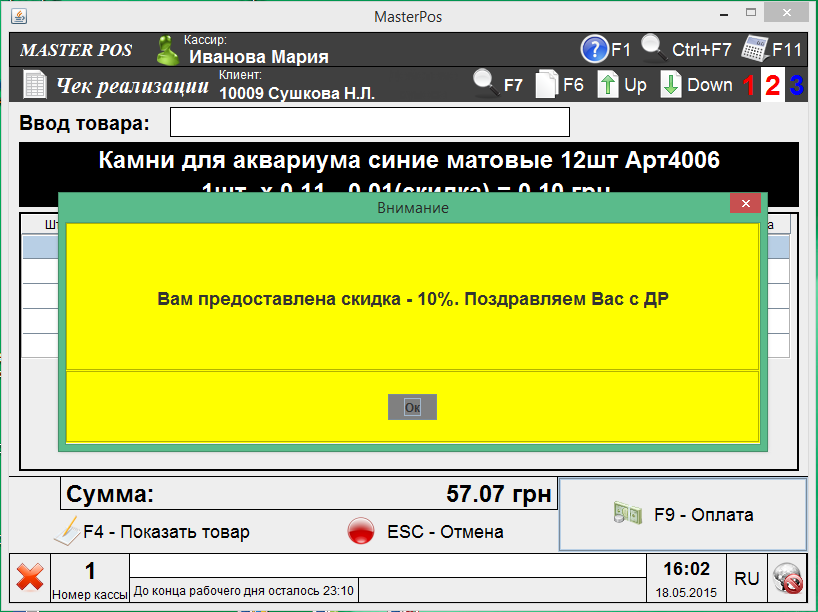 MasterPos
MASTER POS
Кассир:
Иванова Мария
F1
Ctrl+F7
F11
Чек реализации
Клиент:
10009 Сушкова Н.Л.
F7
F6
Up
Down
1
2
3
Ввод товара:
Камни для аквариума синие матовые 12шт Арт4006
1шт. x 0.11 - 0.01(скидка) = 0.10 грн
Внимание
Вам предоставлена скидка - 10%. Поздравляем Вас с ДР
Ок
Сумма:
57.07 грн
F4 - Показать товар
ESC - Отмена
F9 - Оплата
1
Номер кассы
До конца рабочего дня осталось 23:10
16:02
18.05.2015
RU